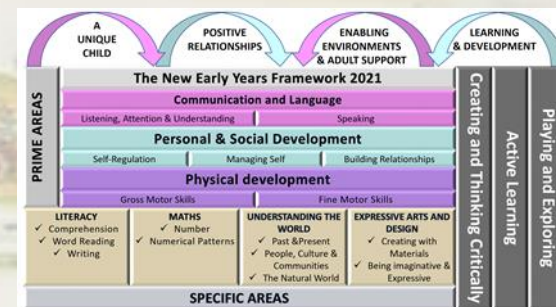 A
UNIQUE
CHILD
POSITIVE
RELATIONSHIPS
ENABLING
ENVIRONMENTS
& ADULT SUPPORT
LEARNING
& DEVELOPMENT
PRIME AREAS
The New Early Years Framework 2021
Communication and Language
Listening, Attention & Understanding
Speaking
Personal & Social Development
Self-Regulation
Managing Self
Building Relationships
Physical development
Gross Motor Skills
Fine Motor Skills
LITERACY
✓ Comprehension
✓ Word Reading
✓ Writing
MATHS
✓ Number
✓ Numerical Patterns
UNDERSTANDING THE
WORLD
✓ Past &Present
✓ People, Culture &
Communities
✓ The Natural World
EXPRESSIVE ARTS AND
DESIGN
✓ Creating with
Materials
✓ Being imaginative &
Expressive
SPECIFIC AREAS
Creating and Thinking Critically
Active Learning
Playing and Exploring